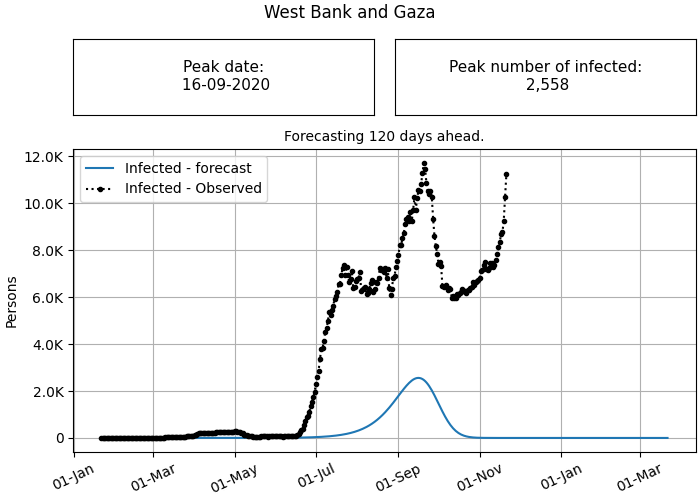 West Bank and Gaza
Peak date:
16-09-2020
Peak number of infected:
2,558
Forecasting 120 days ahead.
Infected - forecast
Infected - Observed
12.0K
10.0K
8.0K
6.0K
4.0K
2.0K
0
Persons
01-Jan
01-Mar
01-May
01-Jul
01-Sep
01-Nov
01-Jan
01-Mar